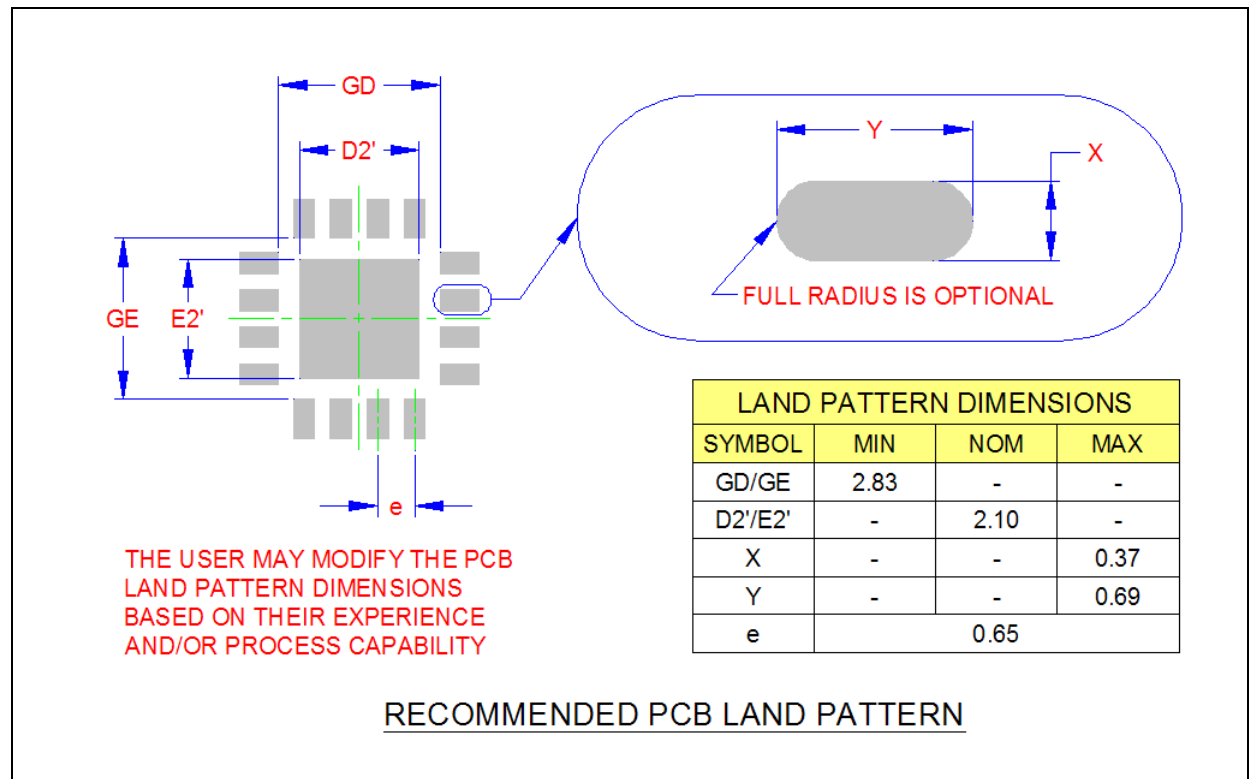 GD
D2'
GE
E2'
e
Y
X
FULL RADIUS IS OPTIONAL
THE USER MAY MODIFY THE PCB
LAND PATTERN DIMENSIONS
BASED ON THEIR EXPERIENCE
AND/OR PROCESS CAPABILITY
LAND PATTERN DIMENSIONS
SYMBOL MIN NOM MAX
GD/GE 2.83 - -
D2'/E2' - 2.10 -
X - - 0.37
Y - - 0.69
e 0.65
RECOMMENDED PCB LAND PATTERN